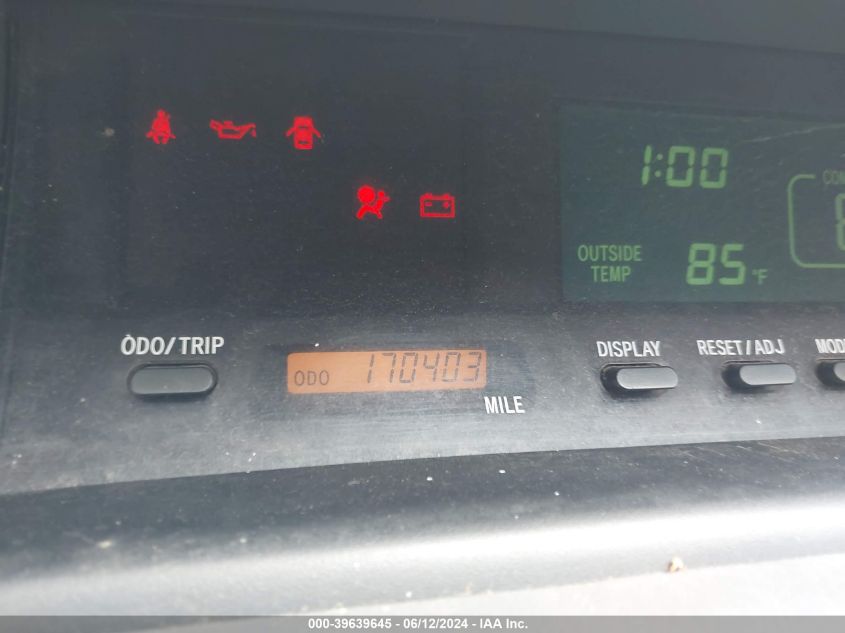 1:00
OUTSIDE
TEMP
85°F
ODO/TRIP
ODO 170403
MILE
DISPLAY
RESET/ADJ
000-39639645 - 06/12/2024 - IAA Inc.